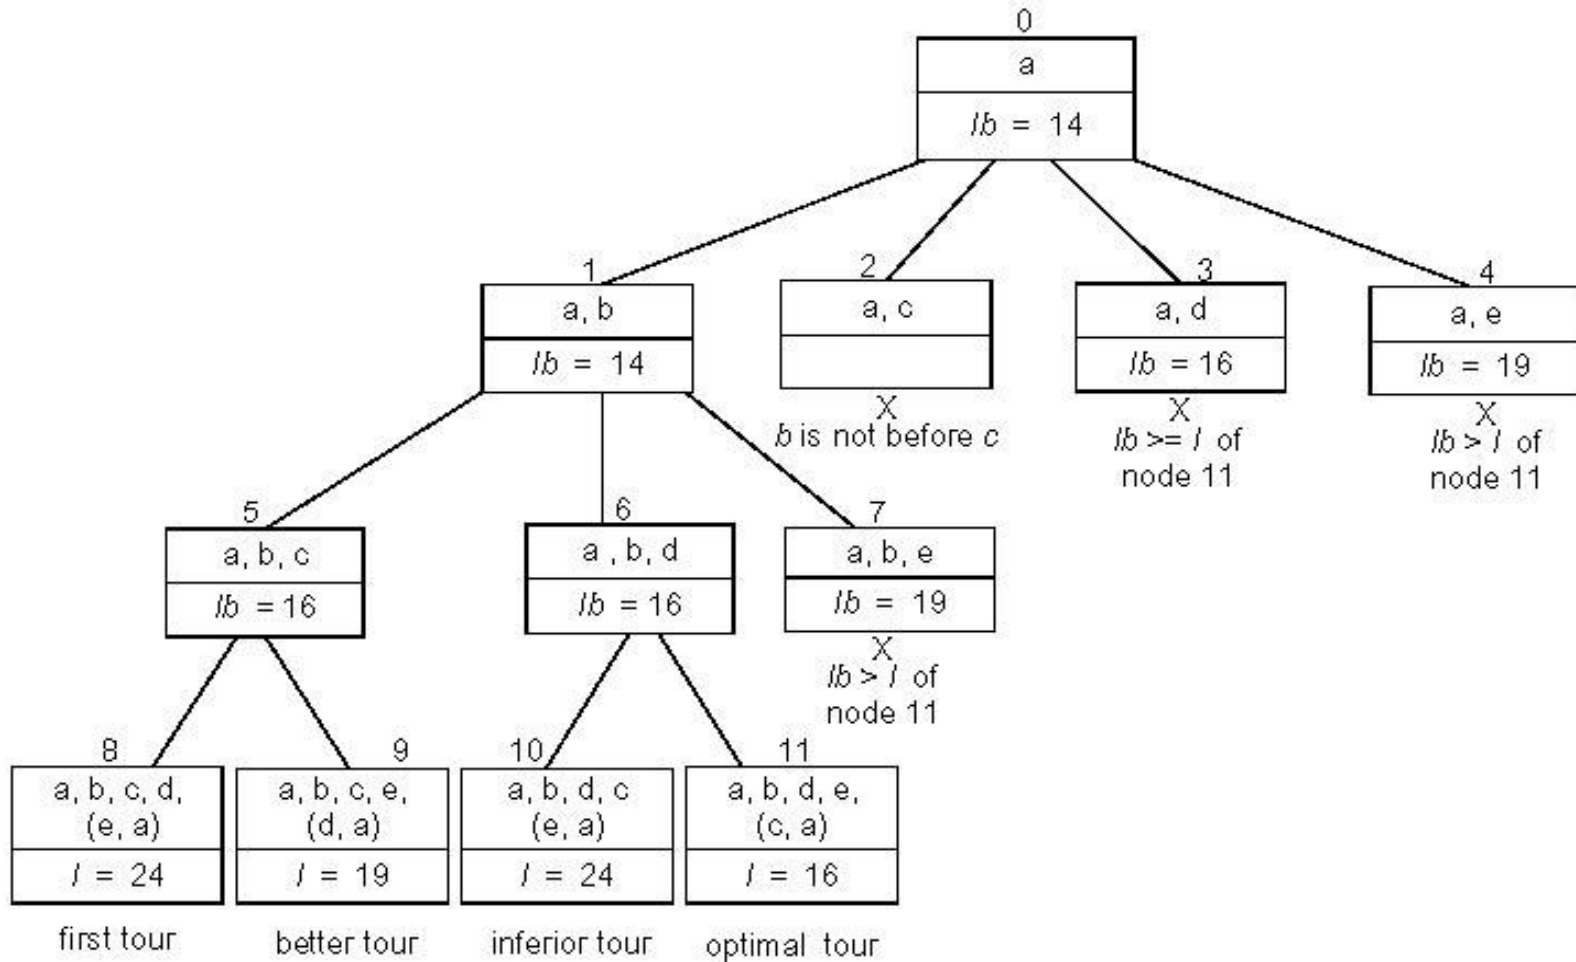 0
a
lb = 14
1
a, b
lb = 14
2
a, c
X
b is not before c
3
a, d
lb = 16
X
lb >= l of
node 11
4
a, e
lb = 19
X
lb > l of
node 11
5
a, b, c
lb = 16
6
a , b, d
lb = 16
7
a, b, e
lb = 19
X
lb > l of
node 11
8
a, b, c, d,
(e, a)
l = 24
first tour
9
a, b, c, e,
(d, a)
l = 19
better tour
10
a, b, d, c
(e, a)
l = 24
inferior tour
11
a, b, d, e,
(c, a)
l = 16
optimal tour